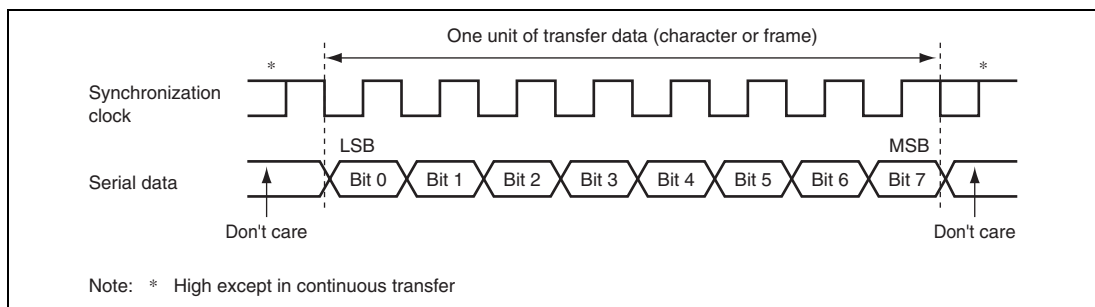 One unit of transfer data (character or frame)
* *
Synchronization
clock
LSB MSB
Serial data Bit 0 Bit 1 Bit 2 Bit 3 Bit 4 Bit 5 Bit 6 Bit 7
Don't care Don't care
Note: * High except in continuous transfer